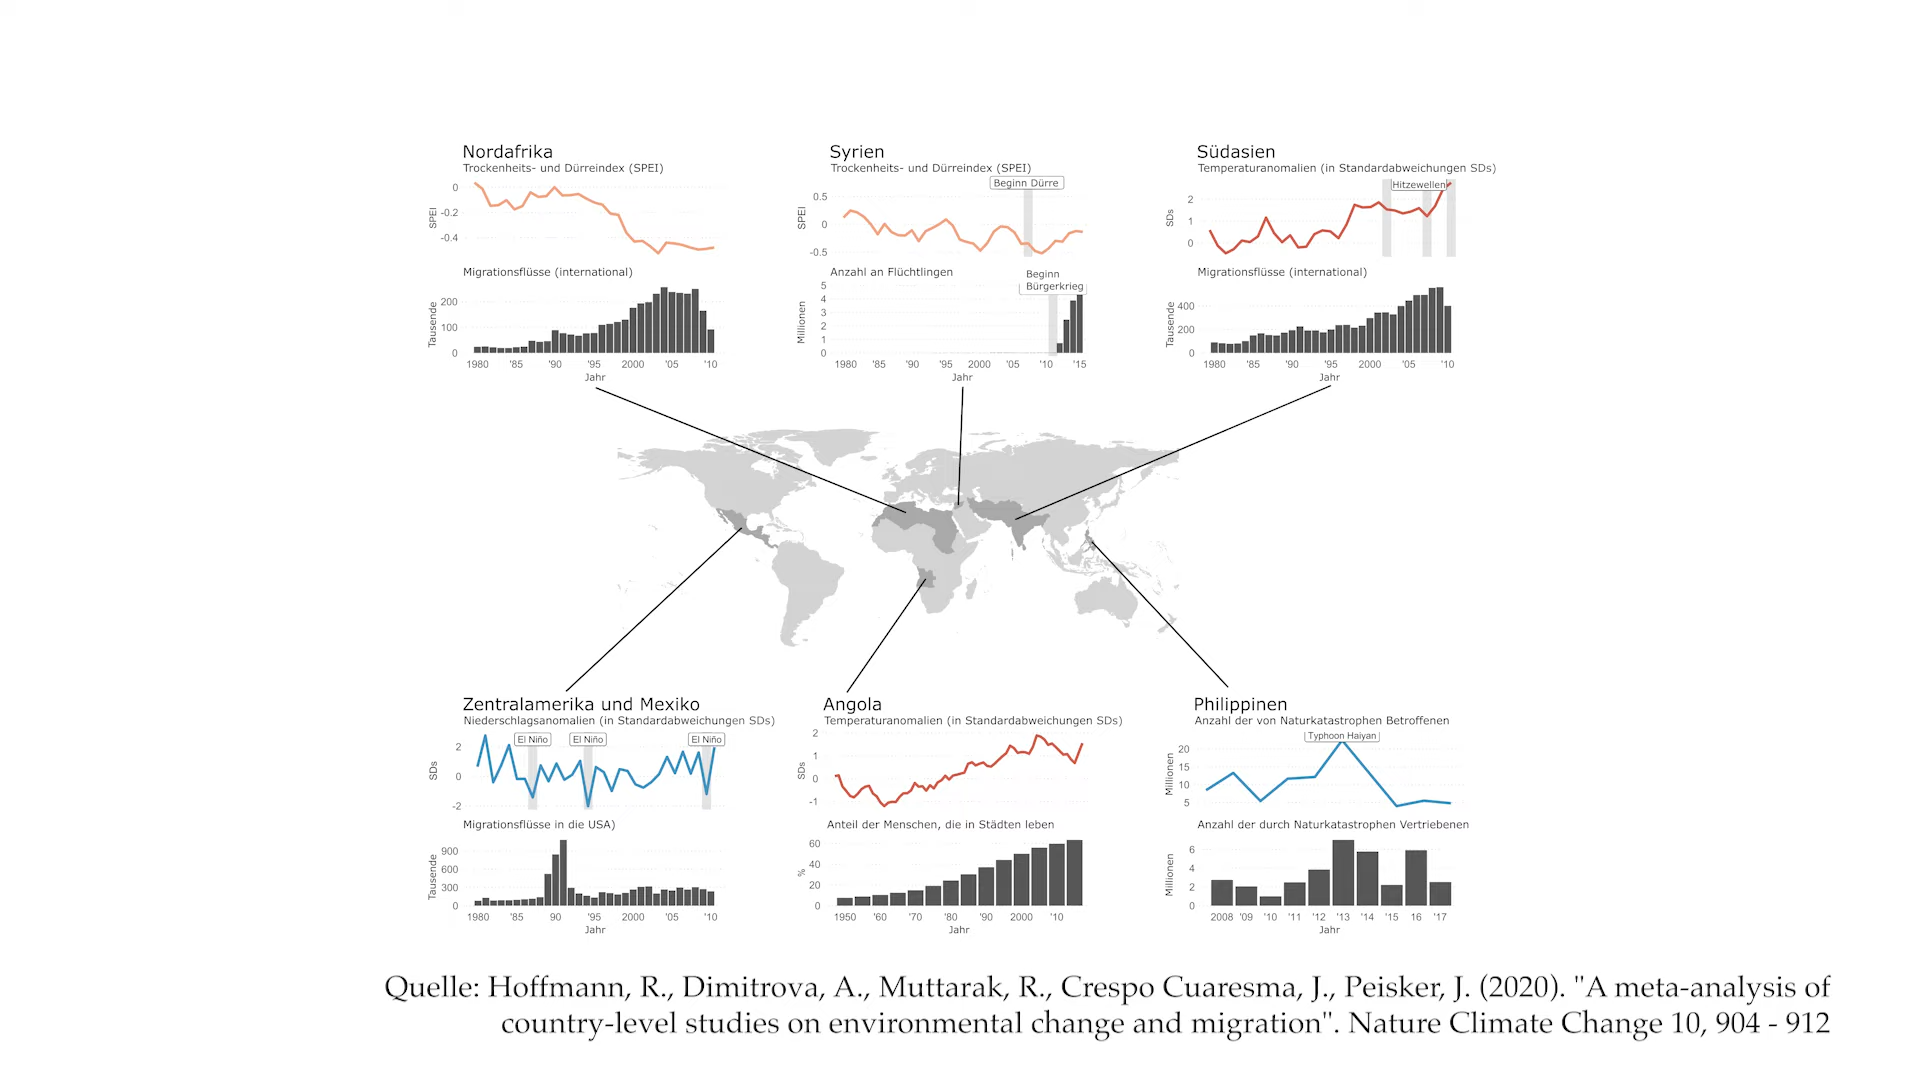 Nordafrika
Trockenheits- und Dürreindex (SPEI)
0
-0.2
-0.4
SPEI
Migrationsflüsse (international)
200
100
0
Tausende
1980 '85 '90 '95 2000 '05 '10
Jahr
Syrien
Trockenheits- und Dürreindex (SPEI)
Beginn Dürre
0.5
0
-0.5
SPEI
Anzahl an Flüchtlingen
Beginn
Bürgerkrieg
5
4
3
2
1
0
Millionen
1980 '85 '90 '95 2000 '05 '10 '15
Jahr
Südasien
Temperaturanomalien (in Standardabweichungen SDs)
Hitzewellen
2
1
0
SDs
Migrationsflüsse (international)
400
200
0
Tausende
1980 '85 '90 '95 2000 '05 '10
Jahr
Zentralamerika und Mexiko
Niederschlagsanomalien (in Standardabweichungen SDs)
El Niño El Niño El Niño
2
0
-2
SDs
Migrationsflüsse in die USA)
900
600
300
0
Tausende
1980 '85 90 '95 2000 '05 '10
Jahr
Angola
Temperaturanomalien (in Standardabweichungen SDs)
2
1
0
-1
SDs
Anteil der Menschen, die in Städten leben
60
40
20
0
%
1950 '60 '70 '80 '90 2000 '10
Jahr
Philippinen
Anzahl der von Naturkatastrophen Betroffenen
Typhoon Haiyan
20
15
10
5
Millionen
Anzahl der durch Naturkatastrophen Vertriebenen
6
4
2
0
Millionen
2008 '09 '10 '11 '12 '13 '14 '15 16 '17
Jahr
Quelle: Hoffmann, R., Dimitrova, A., Muttarak, R., Crespo Cuaresma, J., Peisker, J. (2020). "A meta-analysis of
country-level studies on environmental change and migration". Nature Climate Change 10, 904 - 912